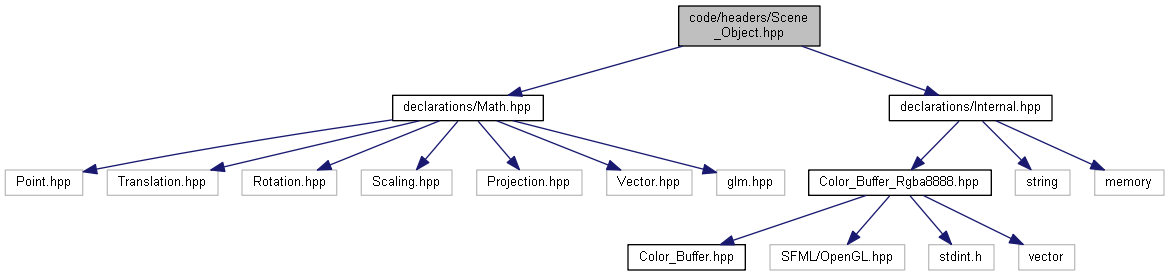 code/headers/Scene
_Object.hpp
declarations/Math.hpp
declarations/Internal.hpp
Point.hpp
Translation.hpp
Rotation.hpp
Scaling.hpp
Projection.hpp
Vector.hpp
glm.hpp
Color_Buffer_Rgba8888.hpp
string
memory
Color_Buffer.hpp
SFML/OpenGL.hpp
stdint.h
vector